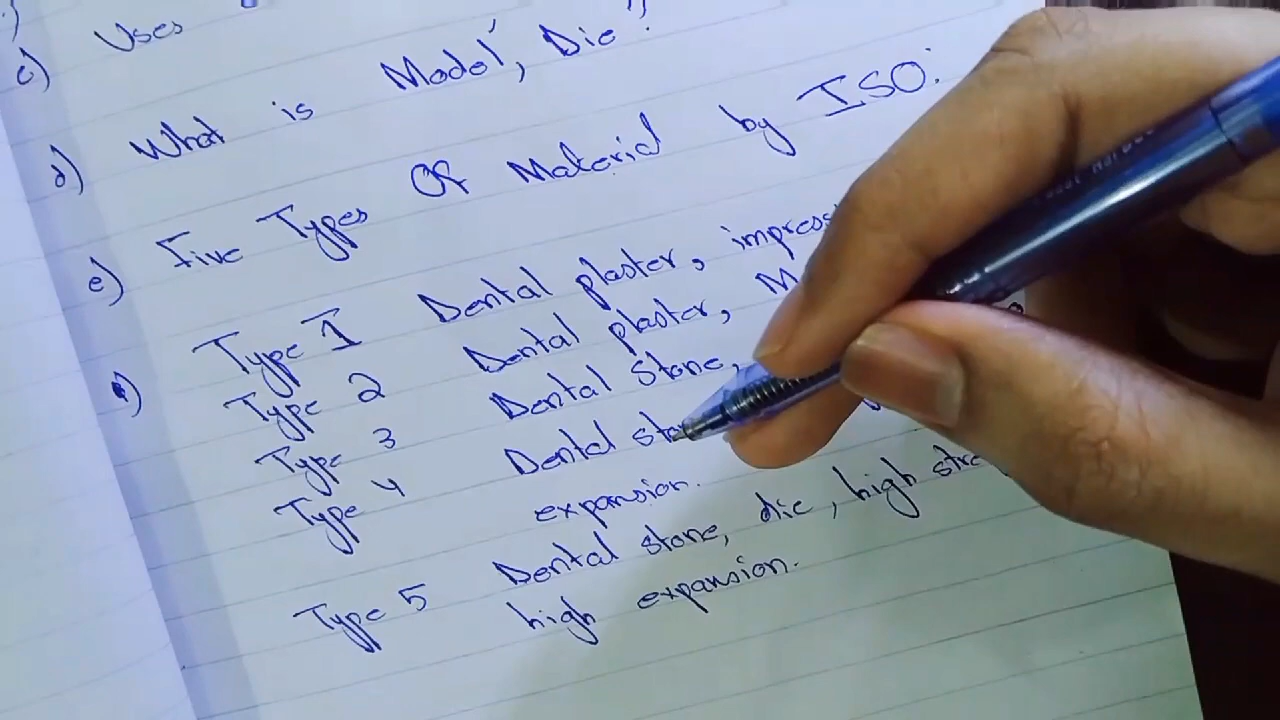 c) Uses
d) What is Model, Die?
e) Five Types Of Material by ISO.
Type 1 Dental plaster,
Type 2 Dental plaster,
Type 3 Dental stone,
Type 4 Dental
expansion.
Type 5 Dental stone, die, high
high expansion.